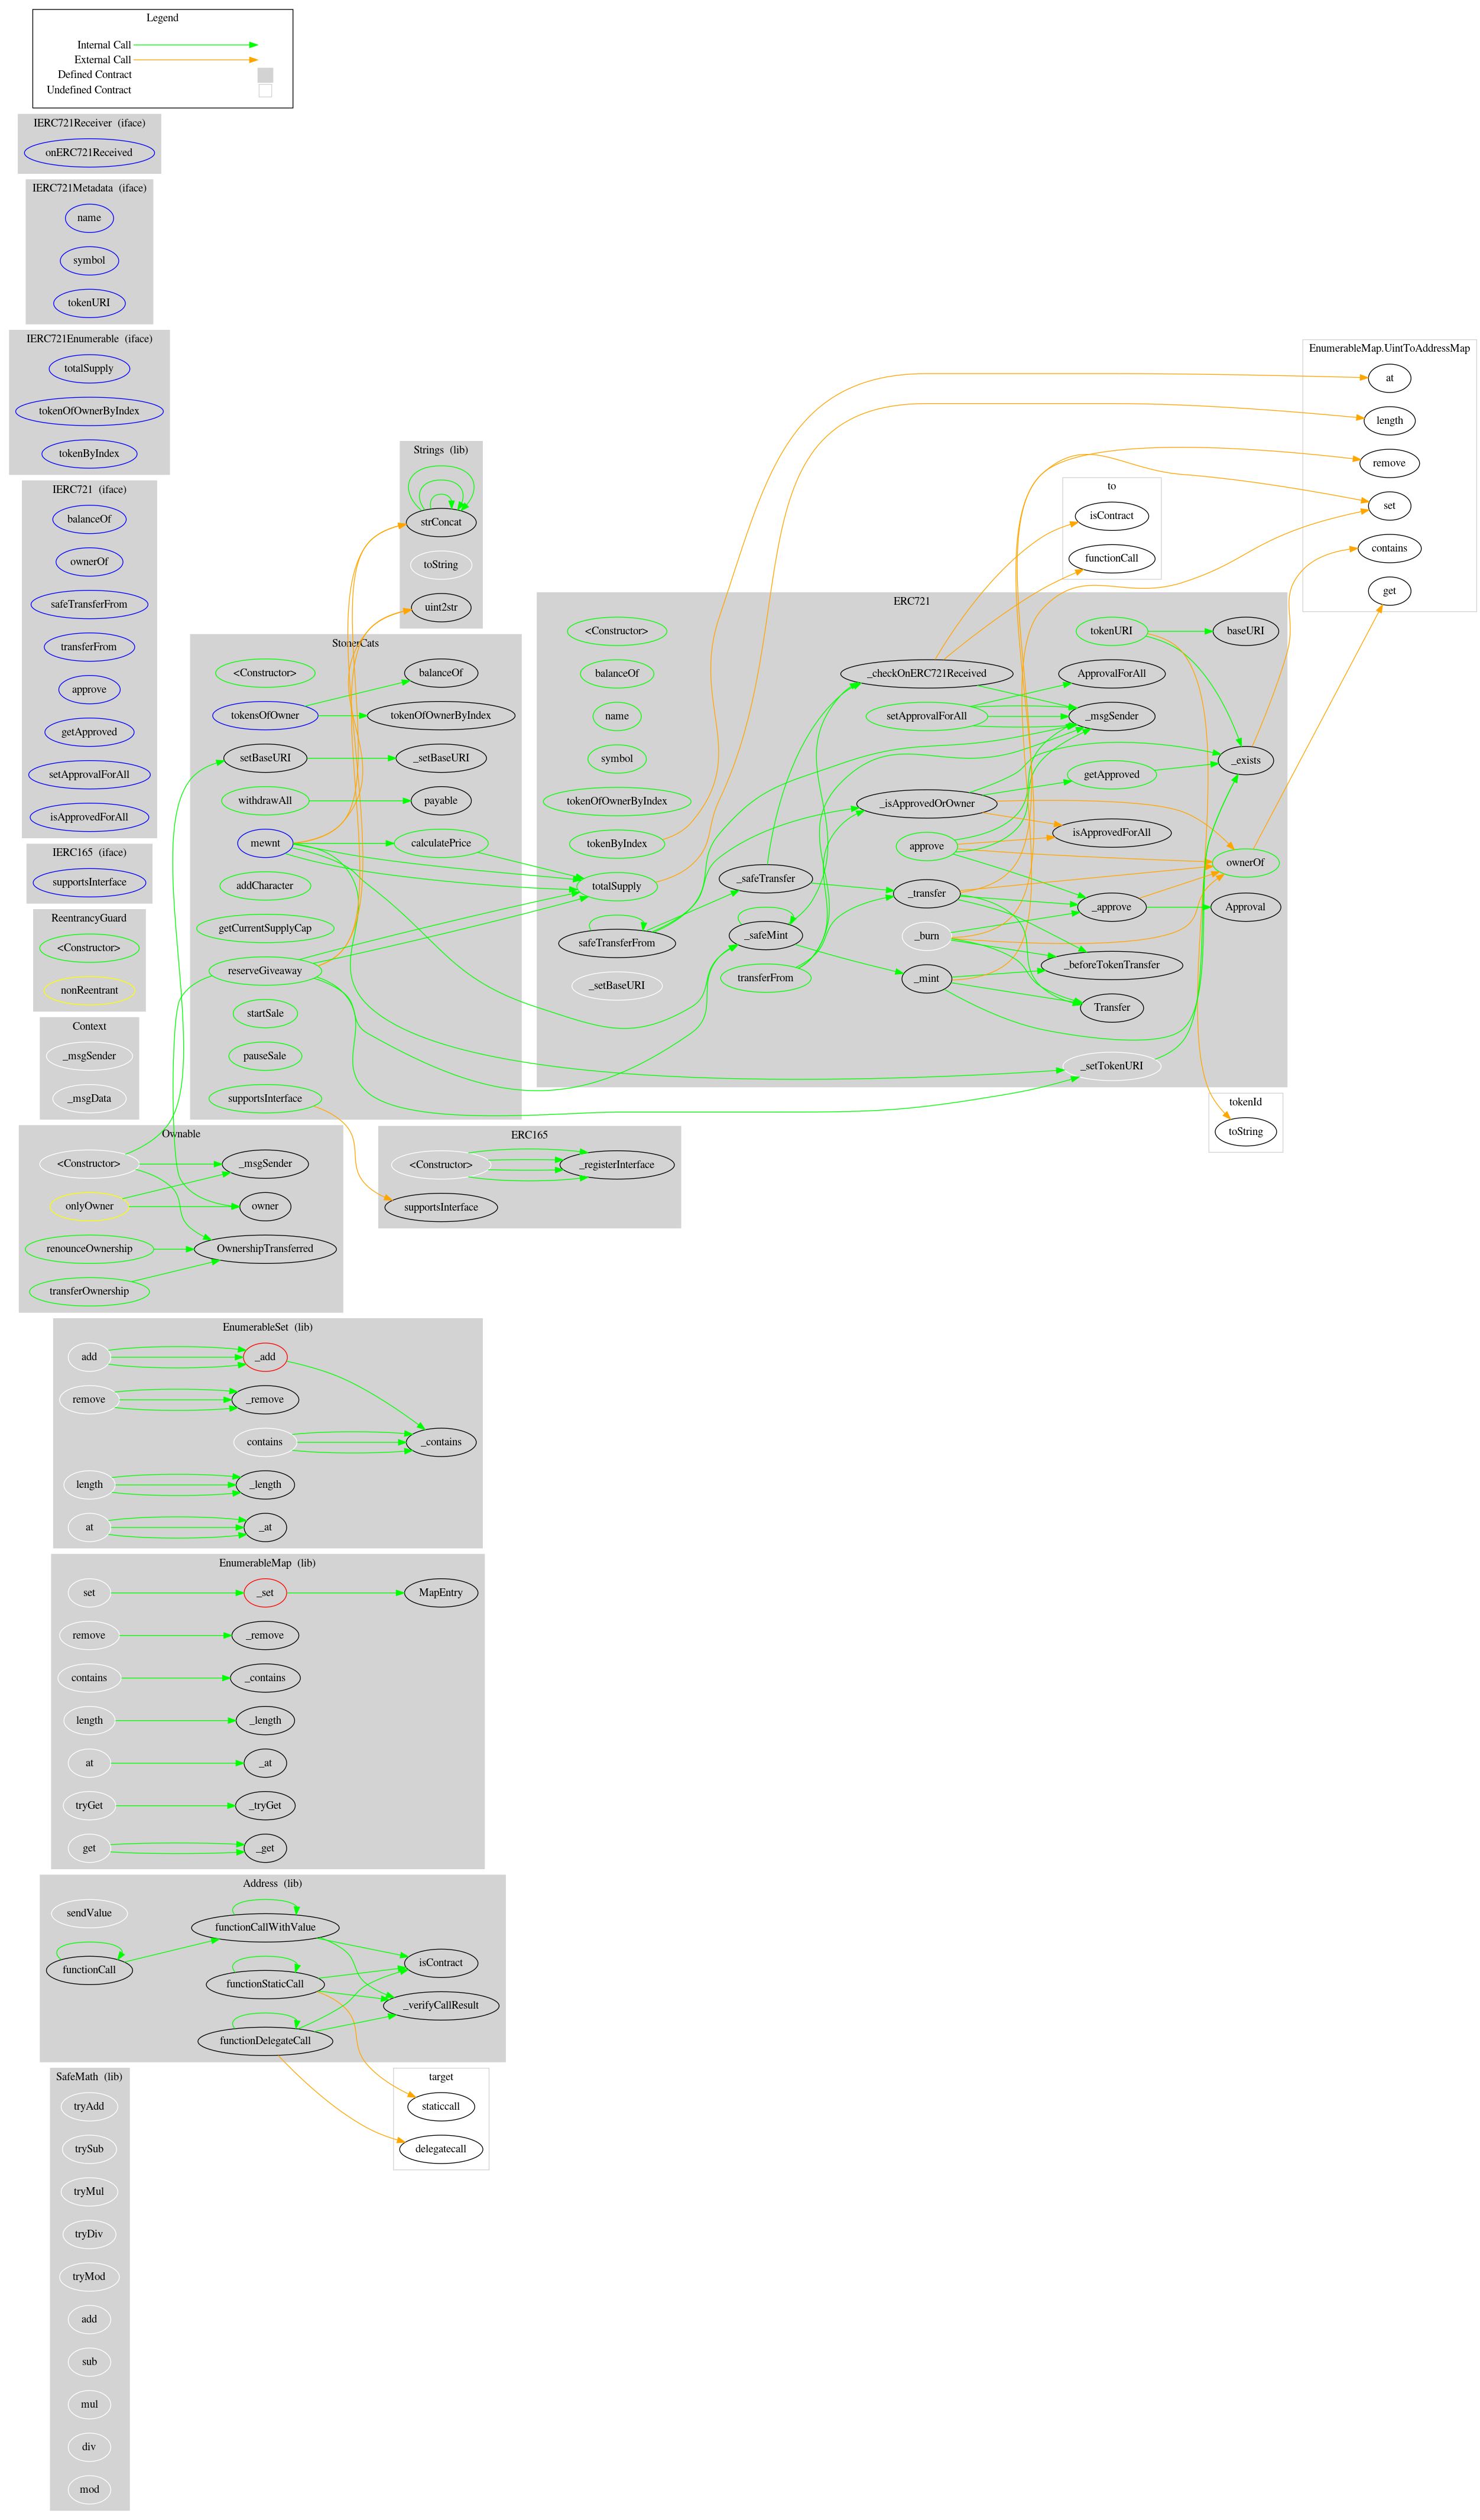 Legend
Internal Call
External Call
Defined Contract
Undefined Contract
IERC721Receiver (iface)
onERC721Received
IERC721Metadata (iface)
name
symbol
tokenURI
IERC721Enumerable (iface)
totalSupply
tokenOfOwnerByIndex
tokenByIndex
IERC721 (iface)
balanceOf
ownerOf
safeTransferFrom
transferFrom
approve
getApproved
setApprovalForAll
isApprovedForAll
IERC165 (iface)
supportsInterface
ReentrancyGuard
<Constructor>
nonReentrant
Context
_msgSender
_msgData
Ownable
<Constructor>
onlyOwner
renounceOwnership
transferOwnership
_msgSender
owner
OwnershipTransferred
StonerCats
<Constructor>
tokensOfOwner
setBaseURI
withdrawAll
mewnt
addCharacter
getCurrentSupplyCap
reserveGiveaway
startSale
pauseSale
supportsInterface
balanceOf
tokenOfOwnerByIndex
_setBaseURI
payable
calculatePrice
Strings (lib)
strConcat
toString
uint2str
ERC165
<Constructor>
supportsInterface
_registerInterface
ERC721
<Constructor>
balanceOf
name
symbol
tokenOfOwnerByIndex
tokenByIndex
totalSupply
safeTransferFrom
_setBaseURI
_safeTransfer
_safeMint
transferFrom
_checkOnERC721Received
setApprovalForAll
_isApprovedOrOwner
approve
_transfer
_burn
_mint
tokenURI
ApprovalForAll
_msgSender
getApproved
isApprovedForAll
_approve
_beforeTokenTransfer
Transfer
_setTokenURI
baseURI
_exists
ownerOf
Approval
to
isContract
functionCall
tokenId
toString
EnumerableMap.UintToAddressMap
at
length
remove
set
contains
get
EnumerableSet (lib)
add
remove
contains
length
at
_add
_remove
_contains
_length
_at
EnumerableMap (lib)
set
remove
contains
length
at
tryGet
get
_set
_remove
_contains
_length
_at
_tryGet
_get
MapEntry
Address (lib)
sendValue
functionCall
functionCallWithValue
functionStaticCall
functionDelegateCall
isContract
_verifyCallResult
target
staticcall
delegatecall
SafeMath (lib)
tryAdd
trySub
tryMul
tryDiv
tryMod
add
sub
mul
div
mod